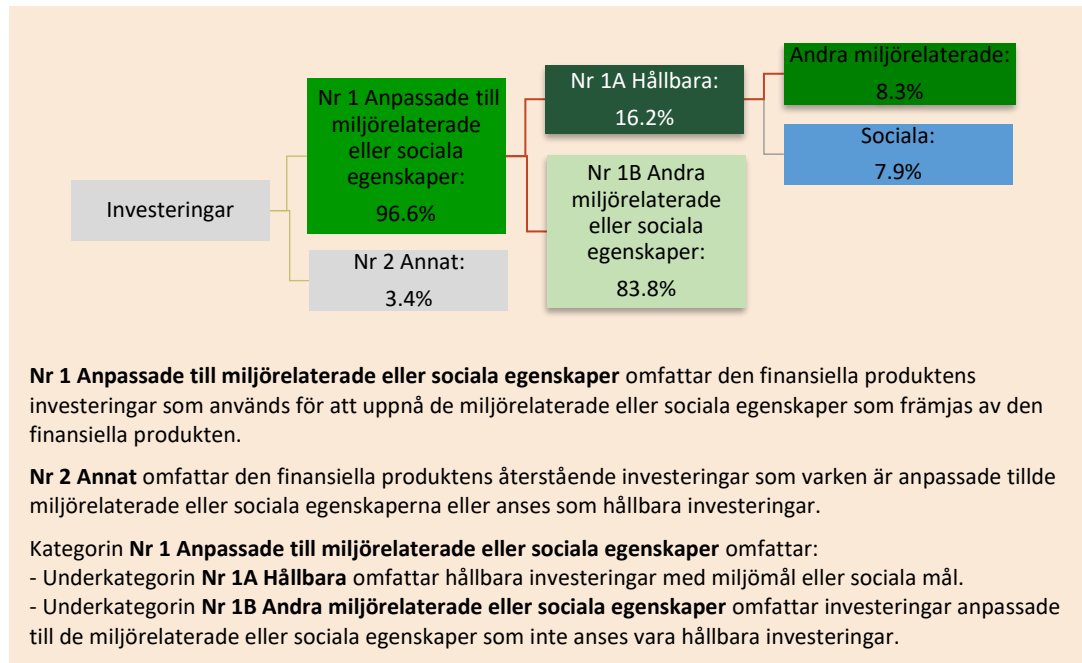 Investeringar
Nr 1 Anpassade till
miljörelaterade
eller sociala
egenskaper:
96.6%
Nr 2 Annat:
3.4%
Nr 1A Hållbara:
16.2%
Nr 1B Andra
miljörelaterade
eller sociala
egenskaper:
83.8%
Andra miljörelaterade:
8.3%
Sociala:
7.9%
Nr 1 Anpassade till miljörelaterade eller sociala egenskaper omfattar den finansiella produktens
investeringar som används för att uppnå de miljörelaterade eller sociala egenskaper som främjas av den
finansiella produkten.
Nr 2 Annat omfattar den finansiella produktens återstående investeringar som varken är anpassade tillde
miljörelaterade eller sociala egenskaperna eller anses som hållbara investeringar.
Kategorin Nr 1 Anpassade till miljörelaterade eller sociala egenskaper omfattar:
- Underkategorin Nr 1A Hållbara omfattar hållbara investeringar med miljömål eller sociala mål.
- Underkategorin Nr 1B Andra miljörelaterade eller sociala egenskaper omfattar investeringar anpassade
till de miljörelaterade eller sociala egenskaper som inte anses vara hållbara investeringar.